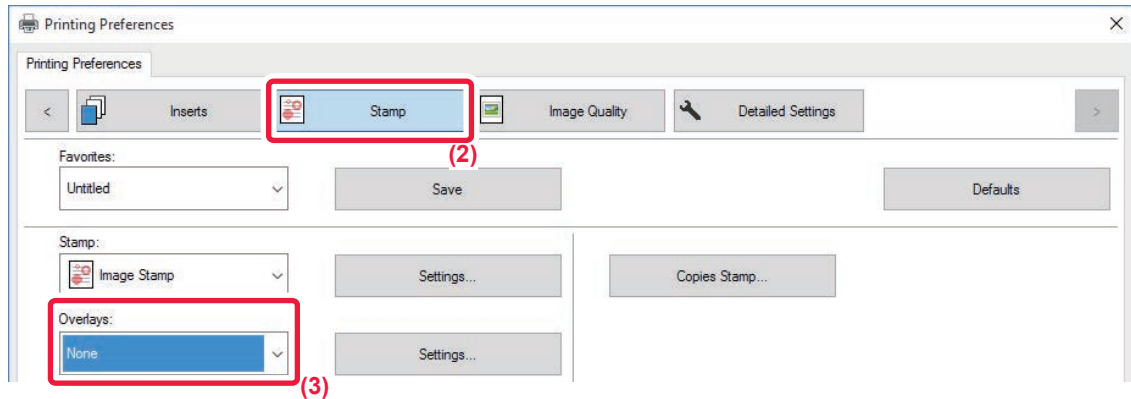 Printing Preferences
Printing Preferences
< Inserts Stamp Image Quality Detailed Settings >
(2)
Favorites:
Untitled Save Defaults
Stamp:
Image Stamp Settings... Copies Stamp...
Overlays:
None Settings...
(3)